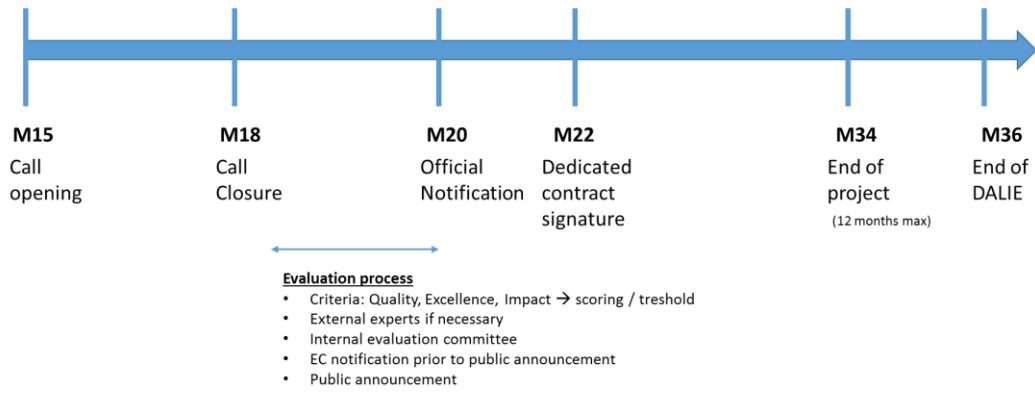 M15
Call
opening
M18
Call
Closure
M20
Official
Notification
M22
Dedicated
contract
signature
M34
End of
project
(12 months max)
M36
End of
DALIE
Evaluation process
• Criteria: Quality, Excellence, Impact → scoring / treshold
• External experts if necessary
• Internal evaluation committee
• EC notification prior to public announcement
• Public announcement